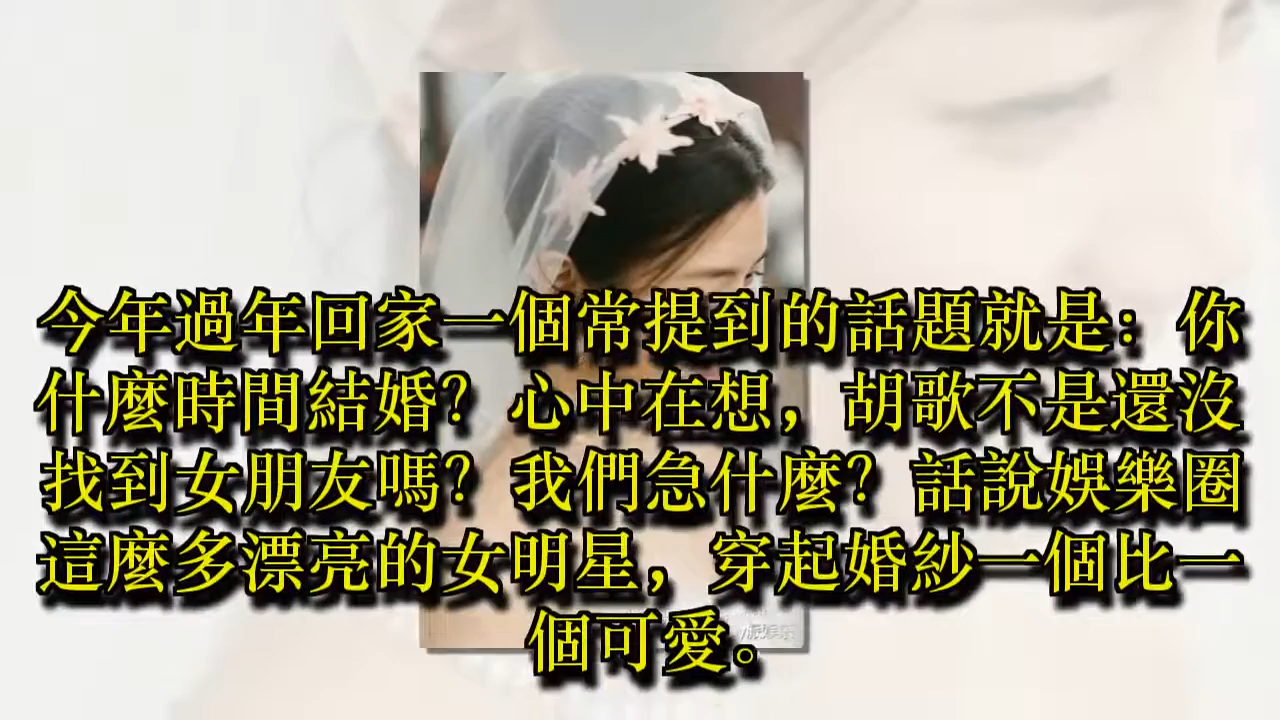 今年過年回家一個常提到的話題就是：你
什麼時間結婚？心中在想，胡歌不是還沒
找到女朋友嗎？我們急什麼？話說娛樂圈
這麼多漂亮的女明星，穿起婚紗一個比一
個可愛。